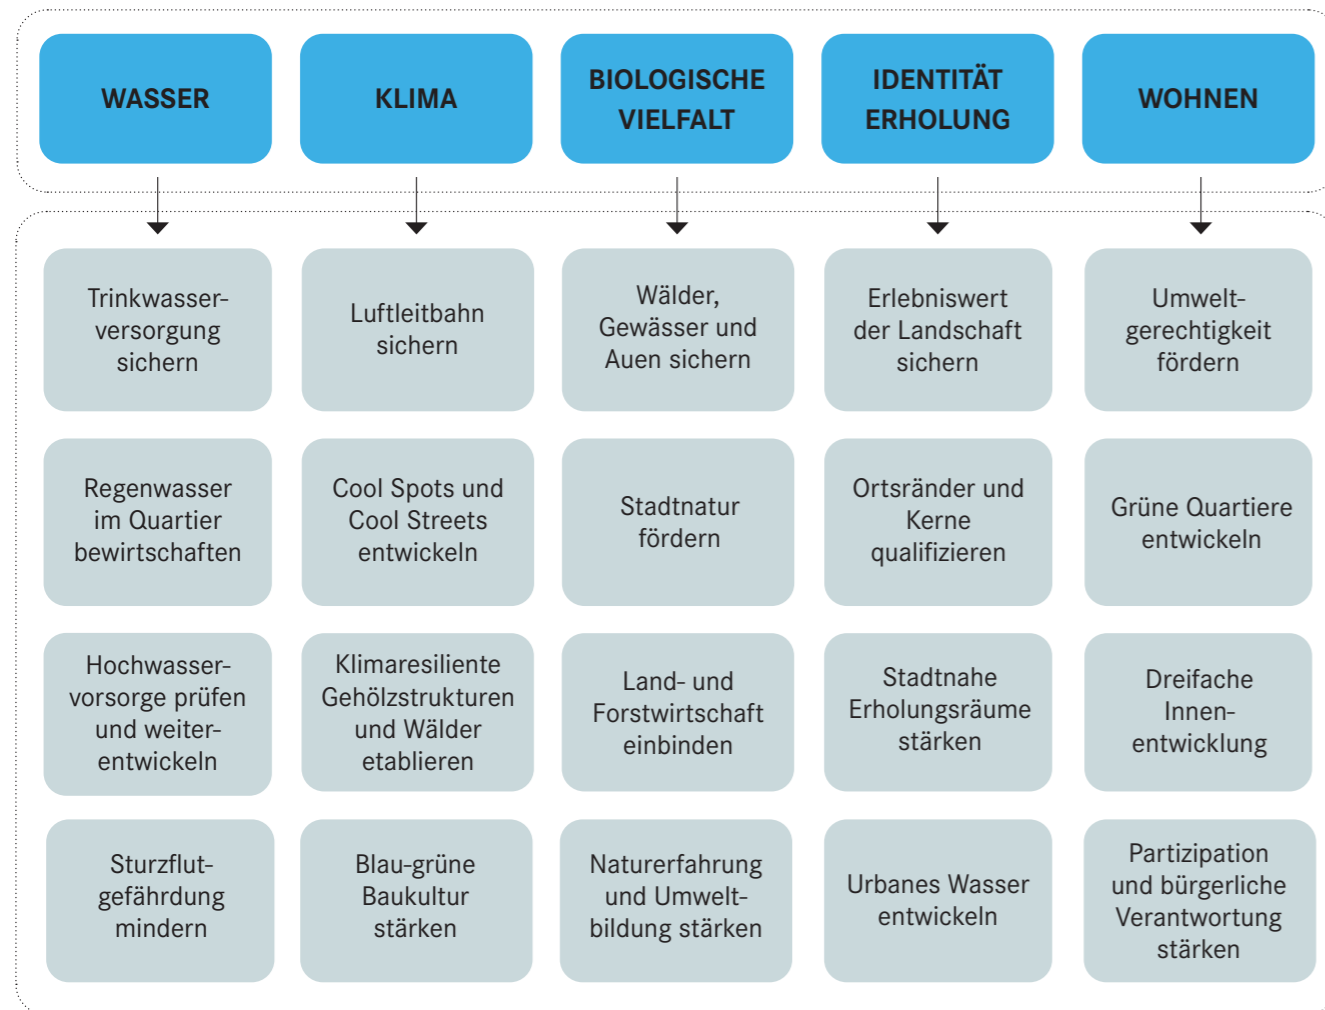 WASSER
KLIMA
BIOLOGISCHE
VIELFALT
IDENTITÄT
ERHOLUNG
WOHNEN
Trinkwasser-
versorgung
sichern
Luftleitbahn
sichern
Wälder,
Gewässer und
Auen sichern
Erlebniswert
der Landschaft
sichern
Umwelt-
gerechtigkeit
fördern
Regenwasser
im Quartier
bewirtschaften
Cool Spots und
Cool Streets
entwickeln
Stadtnatur
fördern
Ortsränder und
Kerne
qualifizieren
Grüne Quartiere
entwickeln
Hochwasser-
vorsorge prüfen
und weiter-
entwickeln
Klimaresiliente
Gehölzstrukturen
und Wälder
etablieren
Land- und
Forstwirtschaft
einbinden
Stadtnahe
Erholungsräume
stärken
Dreifache
Innen-
entwicklung
Sturzflut-
gefährdung
mindern
Blau-grüne
Baukultur
stärken
Naturerfahrung
und Umwelt-
bildung stärken
Urbanes Wasser
entwickeln
Partizipation
und bürgerliche
Verantwortung
stärken